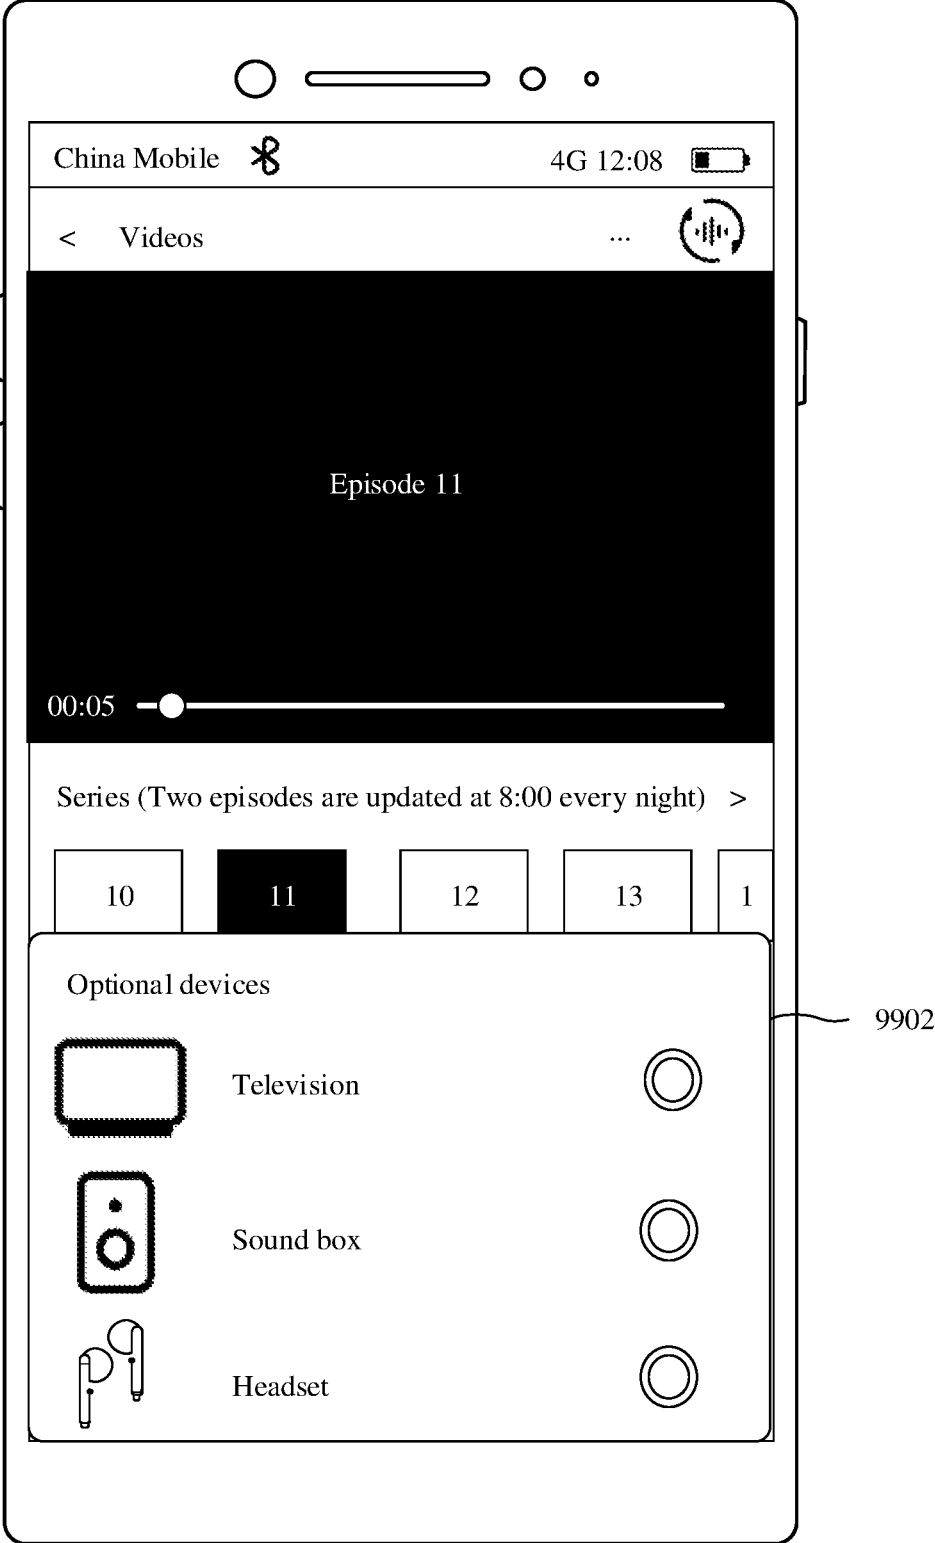 China Mobile 4G 12:08
< Videos ...
Episode 11
00:05
Series (Two episodes are updated at 8:00 every night) >
10 11 12 13 1
Optional devices
9902
Television
Sound box
Headset